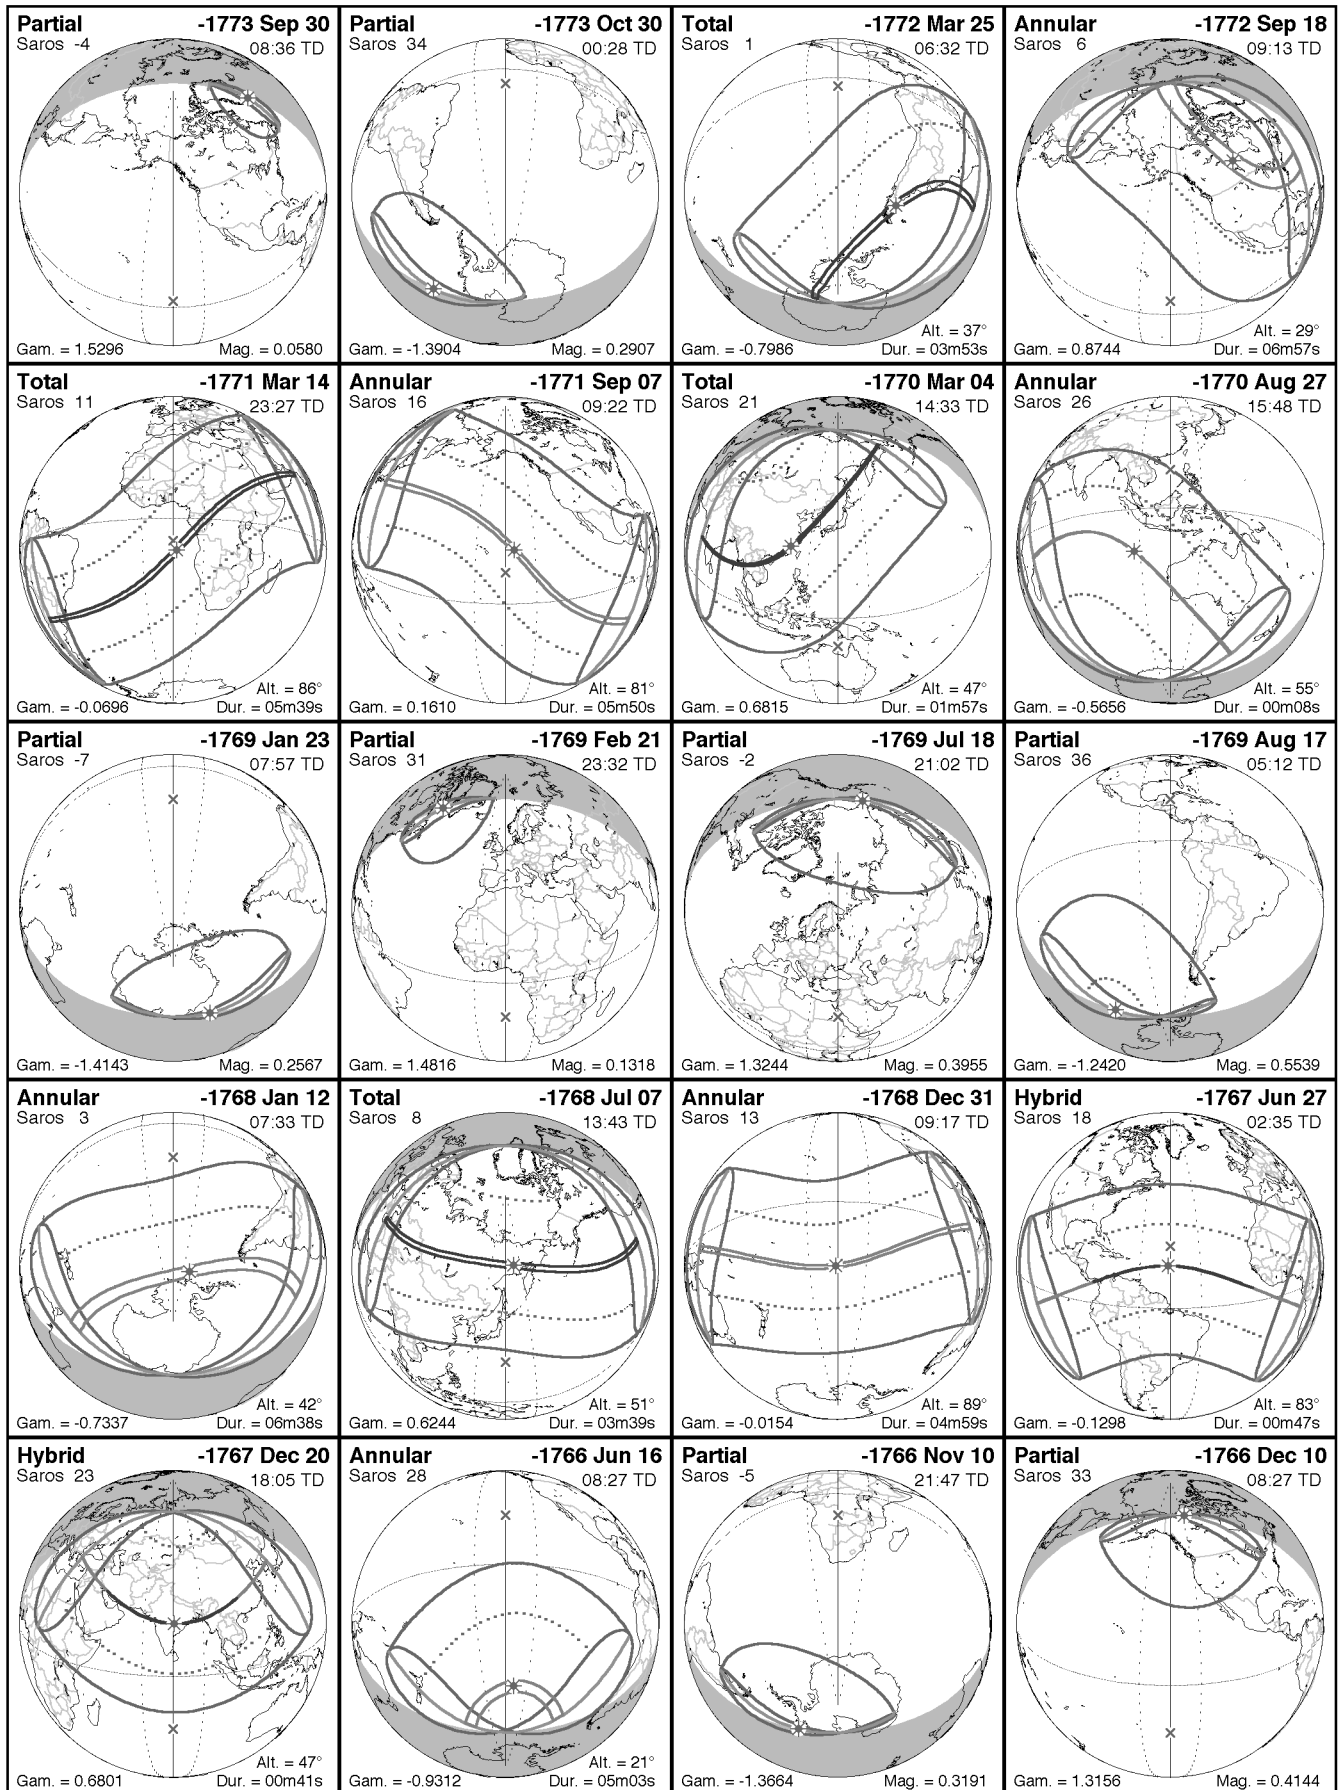 Partial -1773 Sep 30
Saros -4 08:36 TD
Gam. = 1.5296 Mag. = 0.0580
Partial -1773 Oct 30
Saros 34 00:28 TD
Gam. = -1.3904 Mag. = 0.2907
Total -1772 Mar 25
Saros 1 06:32 TD
Alt. = 37°
Gam. = -0.7986 Dur. = 03m53s
Annular -1772 Sep 18
Saros 6 09:13 TD
Alt. = 29°
Gam. = 0.8744 Dur. = 06m57s
Total -1771 Mar 14
Saros 11 23:27 TD
Alt. = 86°
Gam. = -0.0696 Dur. = 05m39s
Annular -1771 Sep 07
Saros 16 09:22 TD
Alt. = 81°
Gam. = 0.1610 Dur. = 05m50s
Total -1770 Mar 04
Saros 21 14:33 TD
Alt. = 47°
Gam. = 0.6815 Dur. = 01m57s
Annular -1770 Aug 27
Saros 26 15:48 TD
Alt. = 55°
Gam. = -0.5656 Dur. = 00m08s
Partial -1769 Jan 23
Saros -7 07:57 TD
Gam. = -1.4143 Mag. = 0.2567
Partial -1769 Feb 21
Saros 31 23:32 TD
Gam. = 1.4816 Mag. = 0.1318
Partial -1769 Jul 18
Saros -2 21:02 TD
Gam. = 1.3244 Mag. = 0.3955
Partial -1769 Aug 17
Saros 36 05:12 TD
Gam. = -1.2420 Mag. = 0.5539
Annular -1768 Jan 12
Saros 3 07:33 TD
Alt. = 42°
Gam. = -0.7337 Dur. = 06m38s
Total -1768 Jul 07
Saros 8 13:43 TD
Alt. = 51°
Gam. = 0.6244 Dur. = 03m39s
Annular -1768 Dec 31
Saros 13 09:17 TD
Alt. = 89°
Gam. = -0.0154 Dur. = 04m59s
Hybrid -1767 Jun 27
Saros 18 02:35 TD
Alt. = 83°
Gam. = -0.1298 Dur. = 00m47s
Hybrid -1767 Dec 20
Saros 23 18:05 TD
Alt. = 47°
Gam. = 0.6801 Dur. = 00m41s
Annular -1766 Jun 16
Saros 28 08:27 TD
Alt. = 21°
Gam. = -0.9312 Dur. = 05m03s
Partial -1766 Nov 10
Saros -5 21:47 TD
Gam. = -1.3664 Mag. = 0.3191
Partial -1766 Dec 10
Saros 33 08:27 TD
Gam. = 1.3156 Mag. = 0.4144